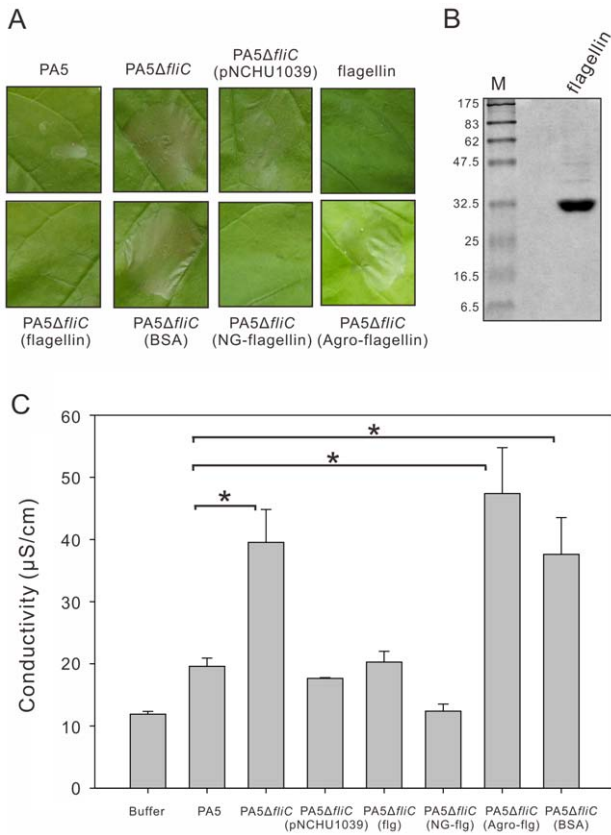 A
PA5
PA5ΔfliC
PA5ΔfliC
(pNCHU1039)
flagellin
PA5ΔfliC
(flagellin)
PA5ΔfliC
(BSA)
PA5ΔfliC
(NG-flagellin)
PA5ΔfliC
(Agro-flagellin)
B
M
flagellin
175
83
62
47.5
32.5
25
16.5
6.5
C
Conductivity (µS/cm)
60
50
40
30
20
10
0
*
*
*
Buffer
PA5
PA5ΔfliC
PA5ΔfliC
(pNCHU1039)
PA5ΔfliC
(flg)
PA5ΔfliC
(NG-flg)
PA5ΔfliC
(Agro-flg)
PA5ΔfliC
(BSA)